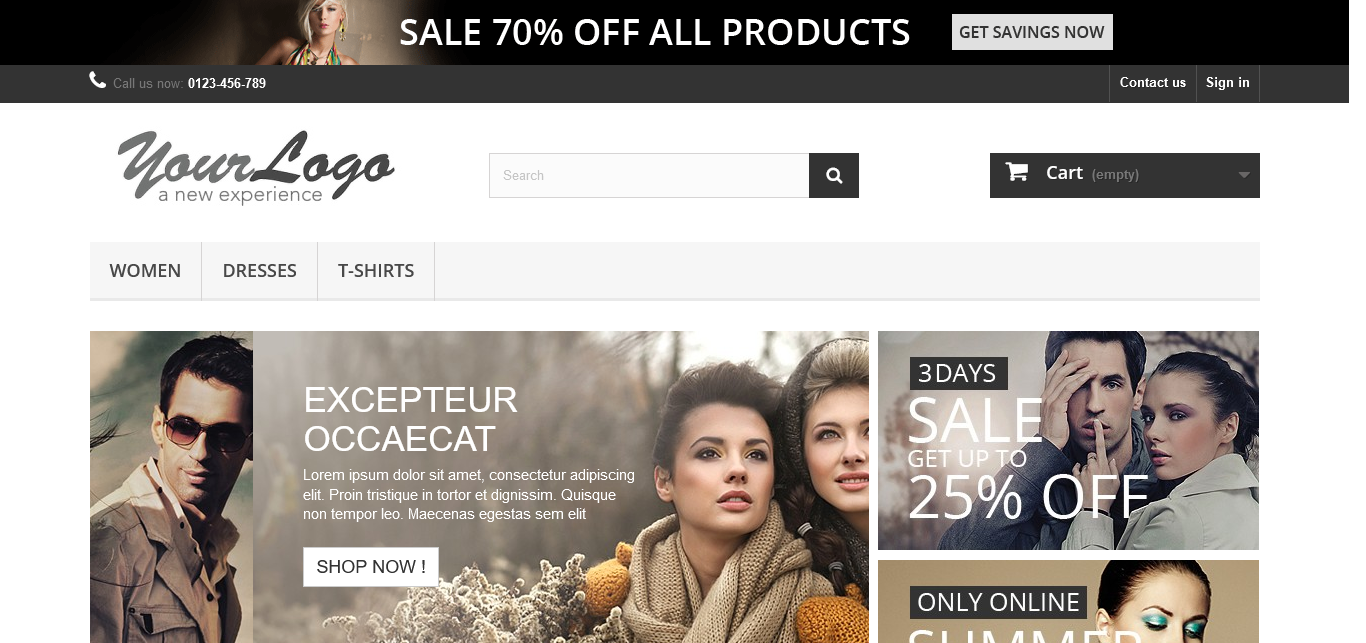 SALE 70% OFF ALL PRODUCTS
GET SAVINGS NOW
Call us now: 0123-456-789
Contact us
Sign in
YourLogo
a new experience
Search
Cart (empty)
WOMEN
DRESSES
T-SHIRTS
EXCEPTEUR
OCCAECAT
Lorem ipsum dolor sit amet, consectetur adipiscing
elit. Proin tristique in tortor et dignissim. Quisque
non tempor leo. Maecenas egestas sem elit
SHOP NOW !
3 DAYS
SALE
GET UP TO
25% OFF
ONLY ONLINE
SUMMER